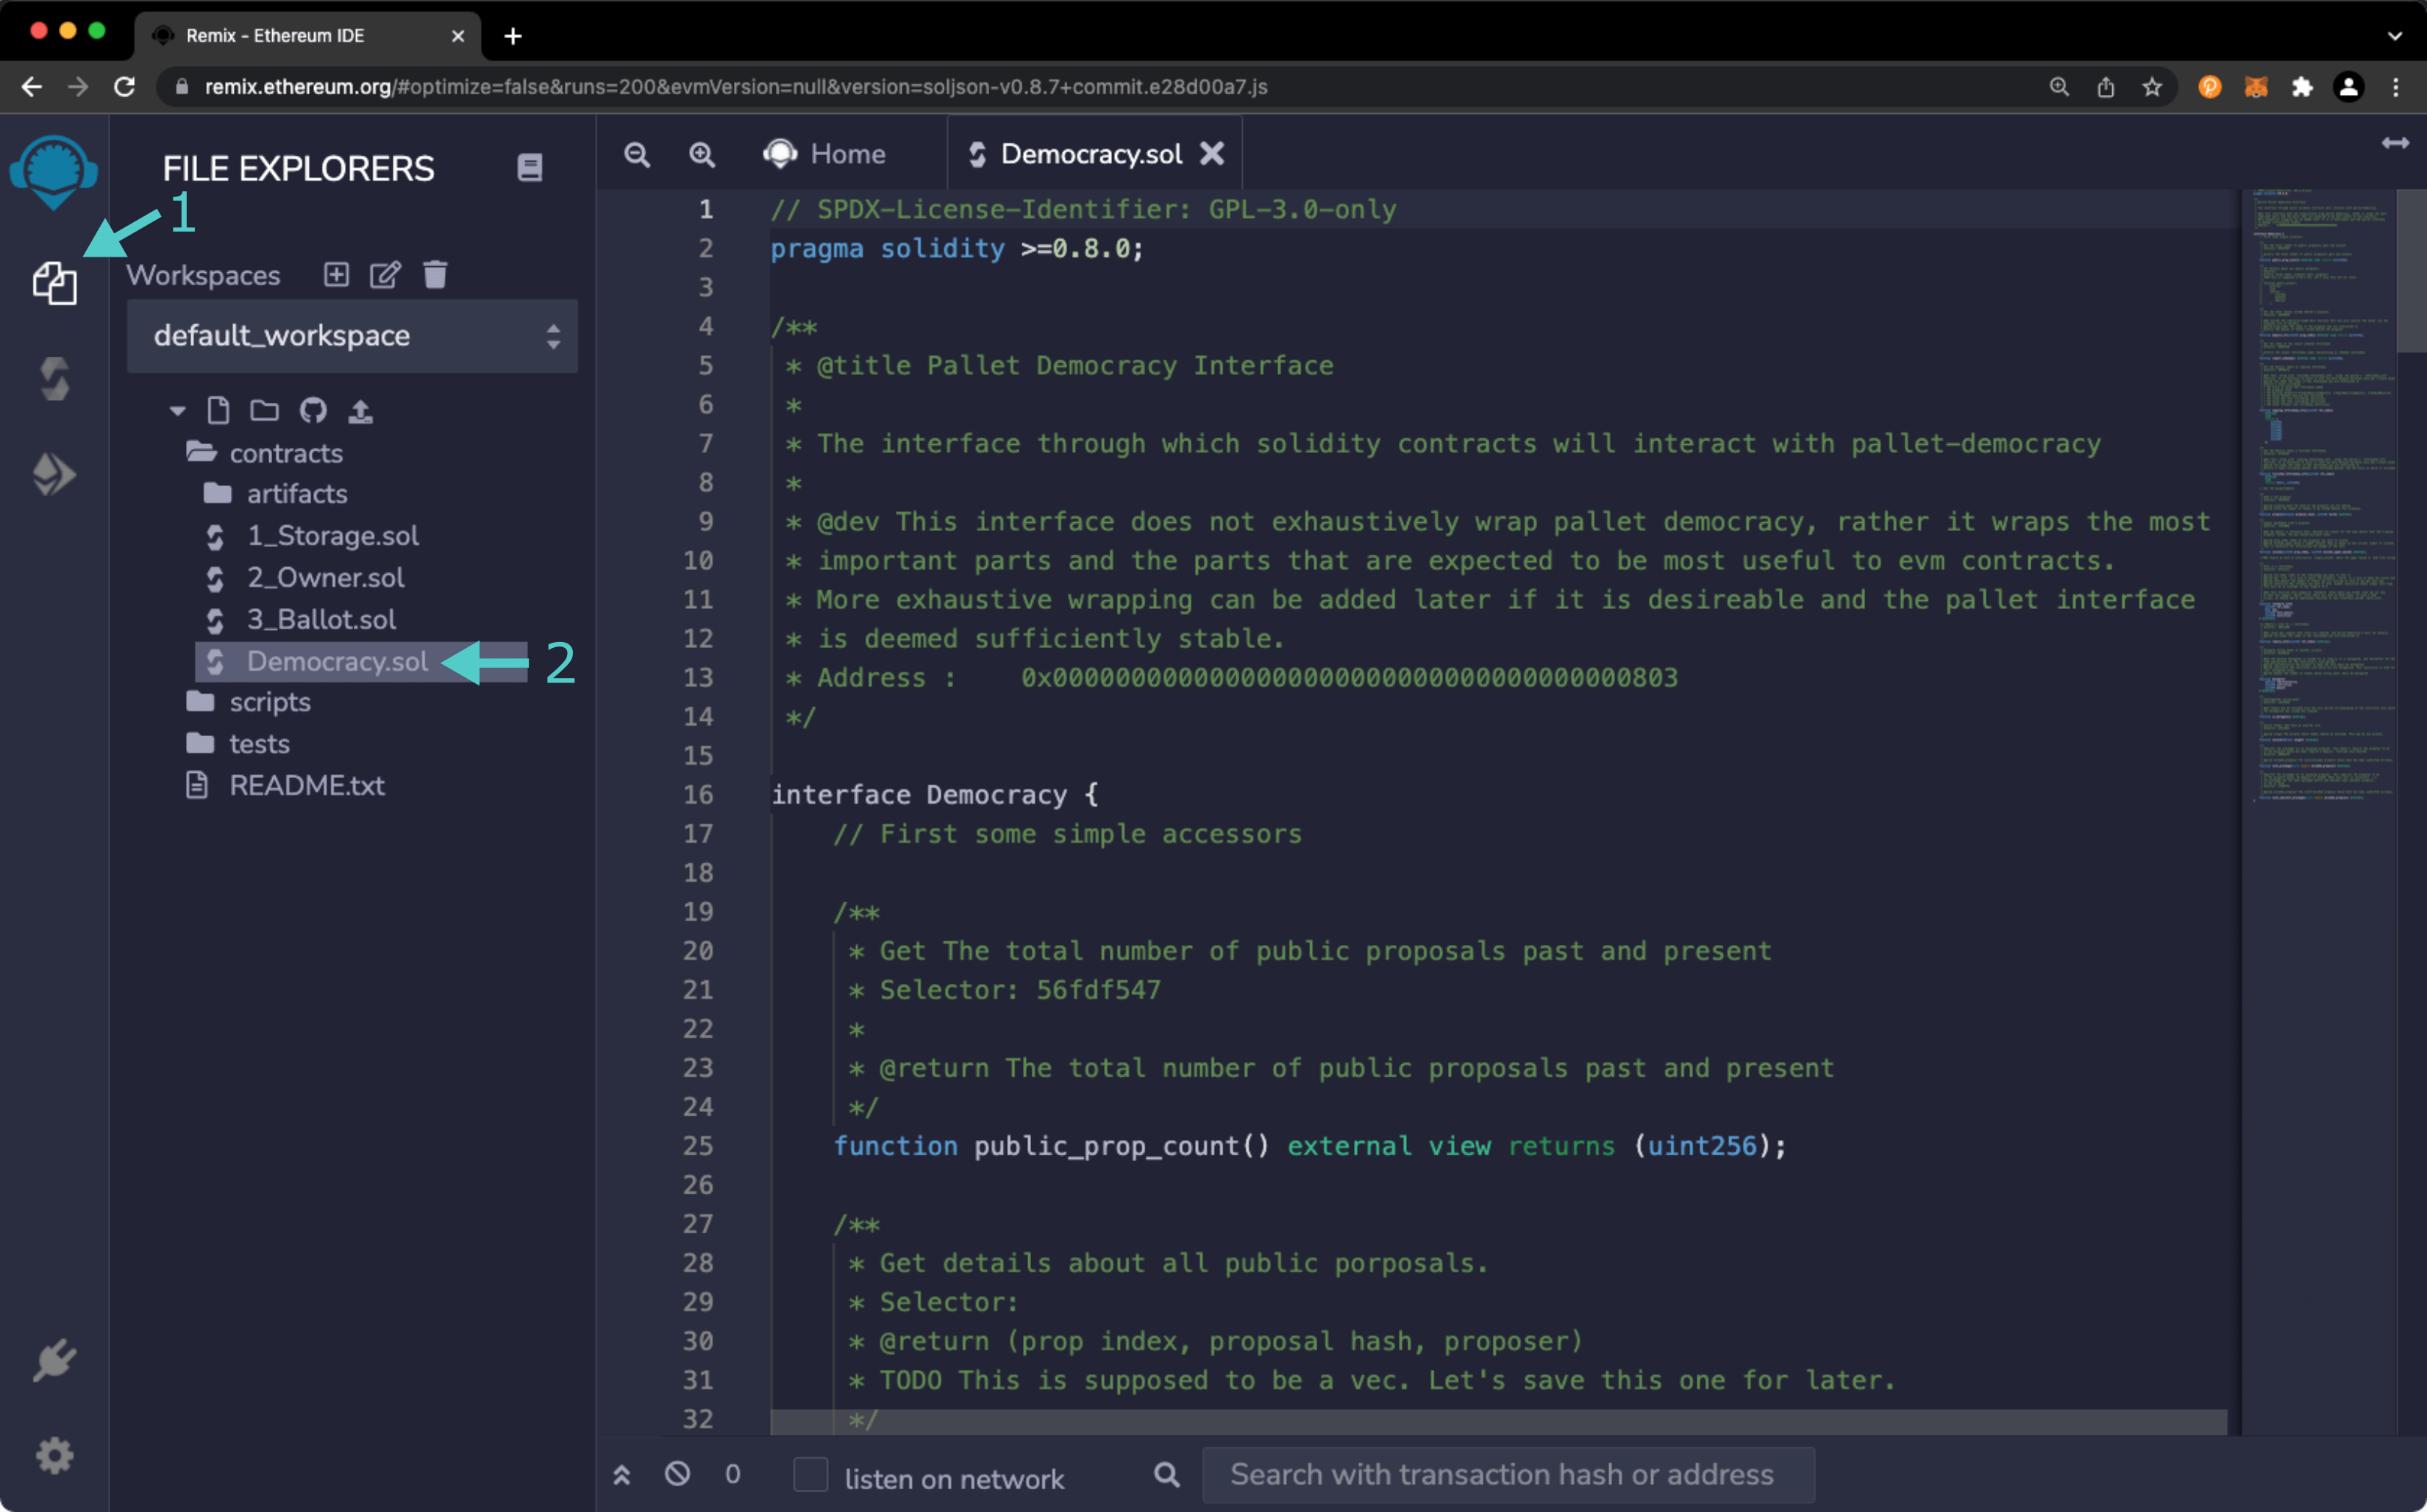 Remix - Ethereum IDE
remix.ethereum.org/#optimize=false&runs=200&evmVersion=null&version=soljson-v0.8.7+commit.e28d00a7.js
FILE EXPLORERS
1
Workspaces
default_workspace
contracts
artifacts
1_Storage.sol
2_Owner.sol
3_Ballot.sol
Democracy.sol
2
scripts
tests
README.txt
Home
Democracy.sol
1 // SPDX-License-Identifier: GPL-3.0-only
2 pragma solidity >=0.8.0;
3
4 /**
5 * @title Pallet Democracy Interface
6 *
7 * The interface through which solidity contracts will interact with pallet-democracy
8 *
9 * @dev This interface does not exhaustively wrap pallet democracy, rather it wraps the most
10 * important parts and the parts that are expected to be most useful to evm contracts.
11 * More exhaustive wrapping can be added later if it is desireable and the pallet interface
12 * is deemed sufficiently stable.
13 * Address :    0x0000000000000000000000000000000000000803
14 */
15
16 interface Democracy {
17 // First some simple accessors
18
19 /**
20 * Get The total number of public proposals past and present
21 * Selector: 56fdf547
22 *
23 * @return The total number of public proposals past and present
24 */
25 function public_prop_count() external view returns (uint256);
26
27 /**
28 * Get details about all public porposals.
29 * Selector:
30 * @return (prop index, proposal hash, proposer)
31 * TODO This is supposed to be a vec. Let's save this one for later.
32 */
0
listen on network
Search with transaction hash or address